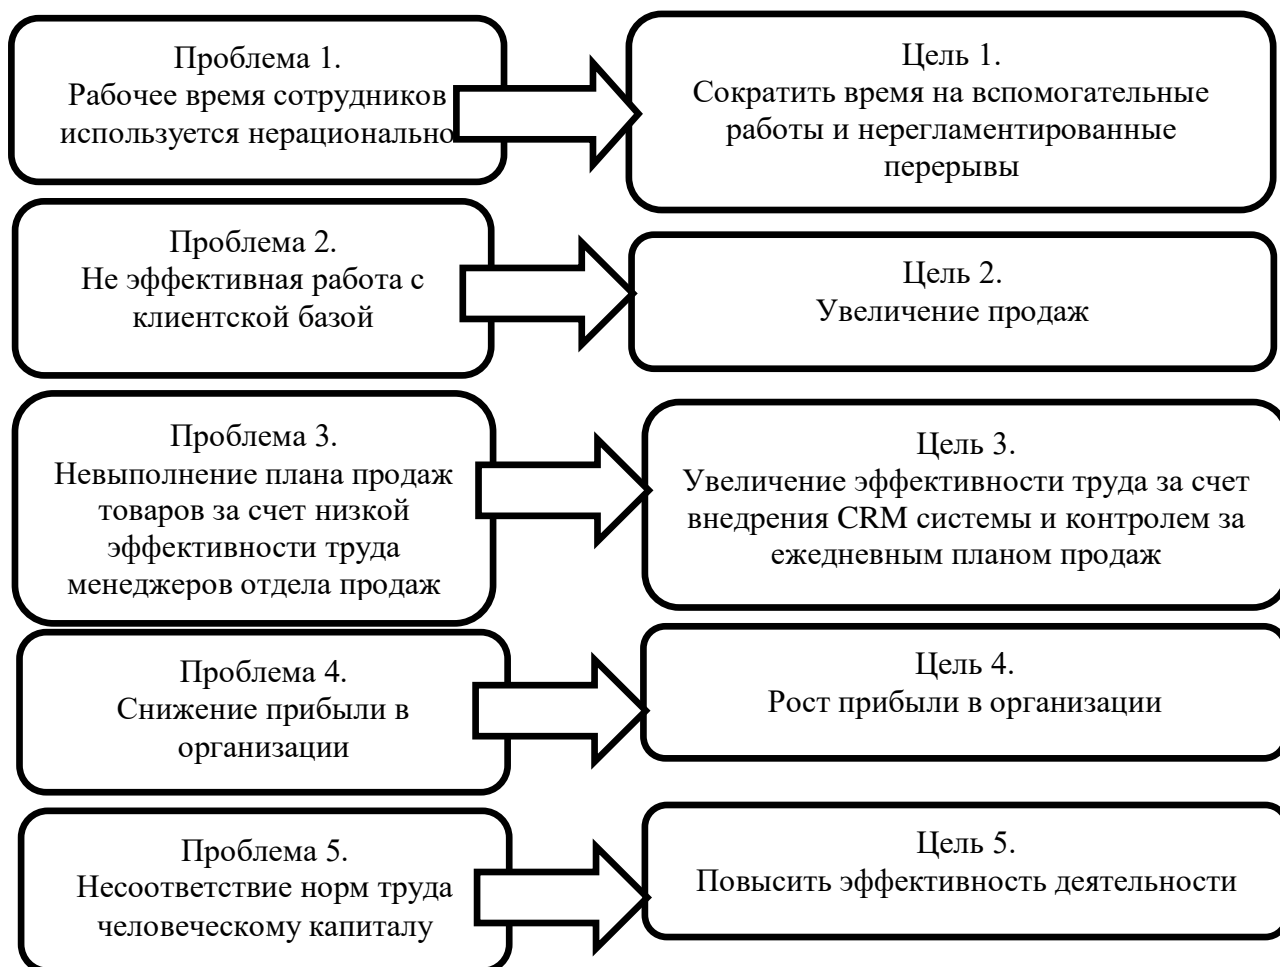 Проблема 1.
Рабочее время сотрудников
используется нерационально
Цель 1.
Сократить время на вспомогательные
работы и нерегламентированные
перерывы
Проблема 2.
Не эффективная работа с
клиентской базой
Цель 2.
Увеличение продаж
Проблема 3.
Невыполнение плана продаж
товаров за счет низкой
эффективности труда
менеджеров отдела продаж
Цель 3.
Увеличение эффективности труда за счет
внедрения CRM системы и контролем за
ежедневным планом продаж
Проблема 4.
Снижение прибыли в
организации
Цель 4.
Рост прибыли в организации
Проблема 5.
Несоответствие норм труда
человеческому капиталу
Цель 5.
Повысить эффективность деятельности